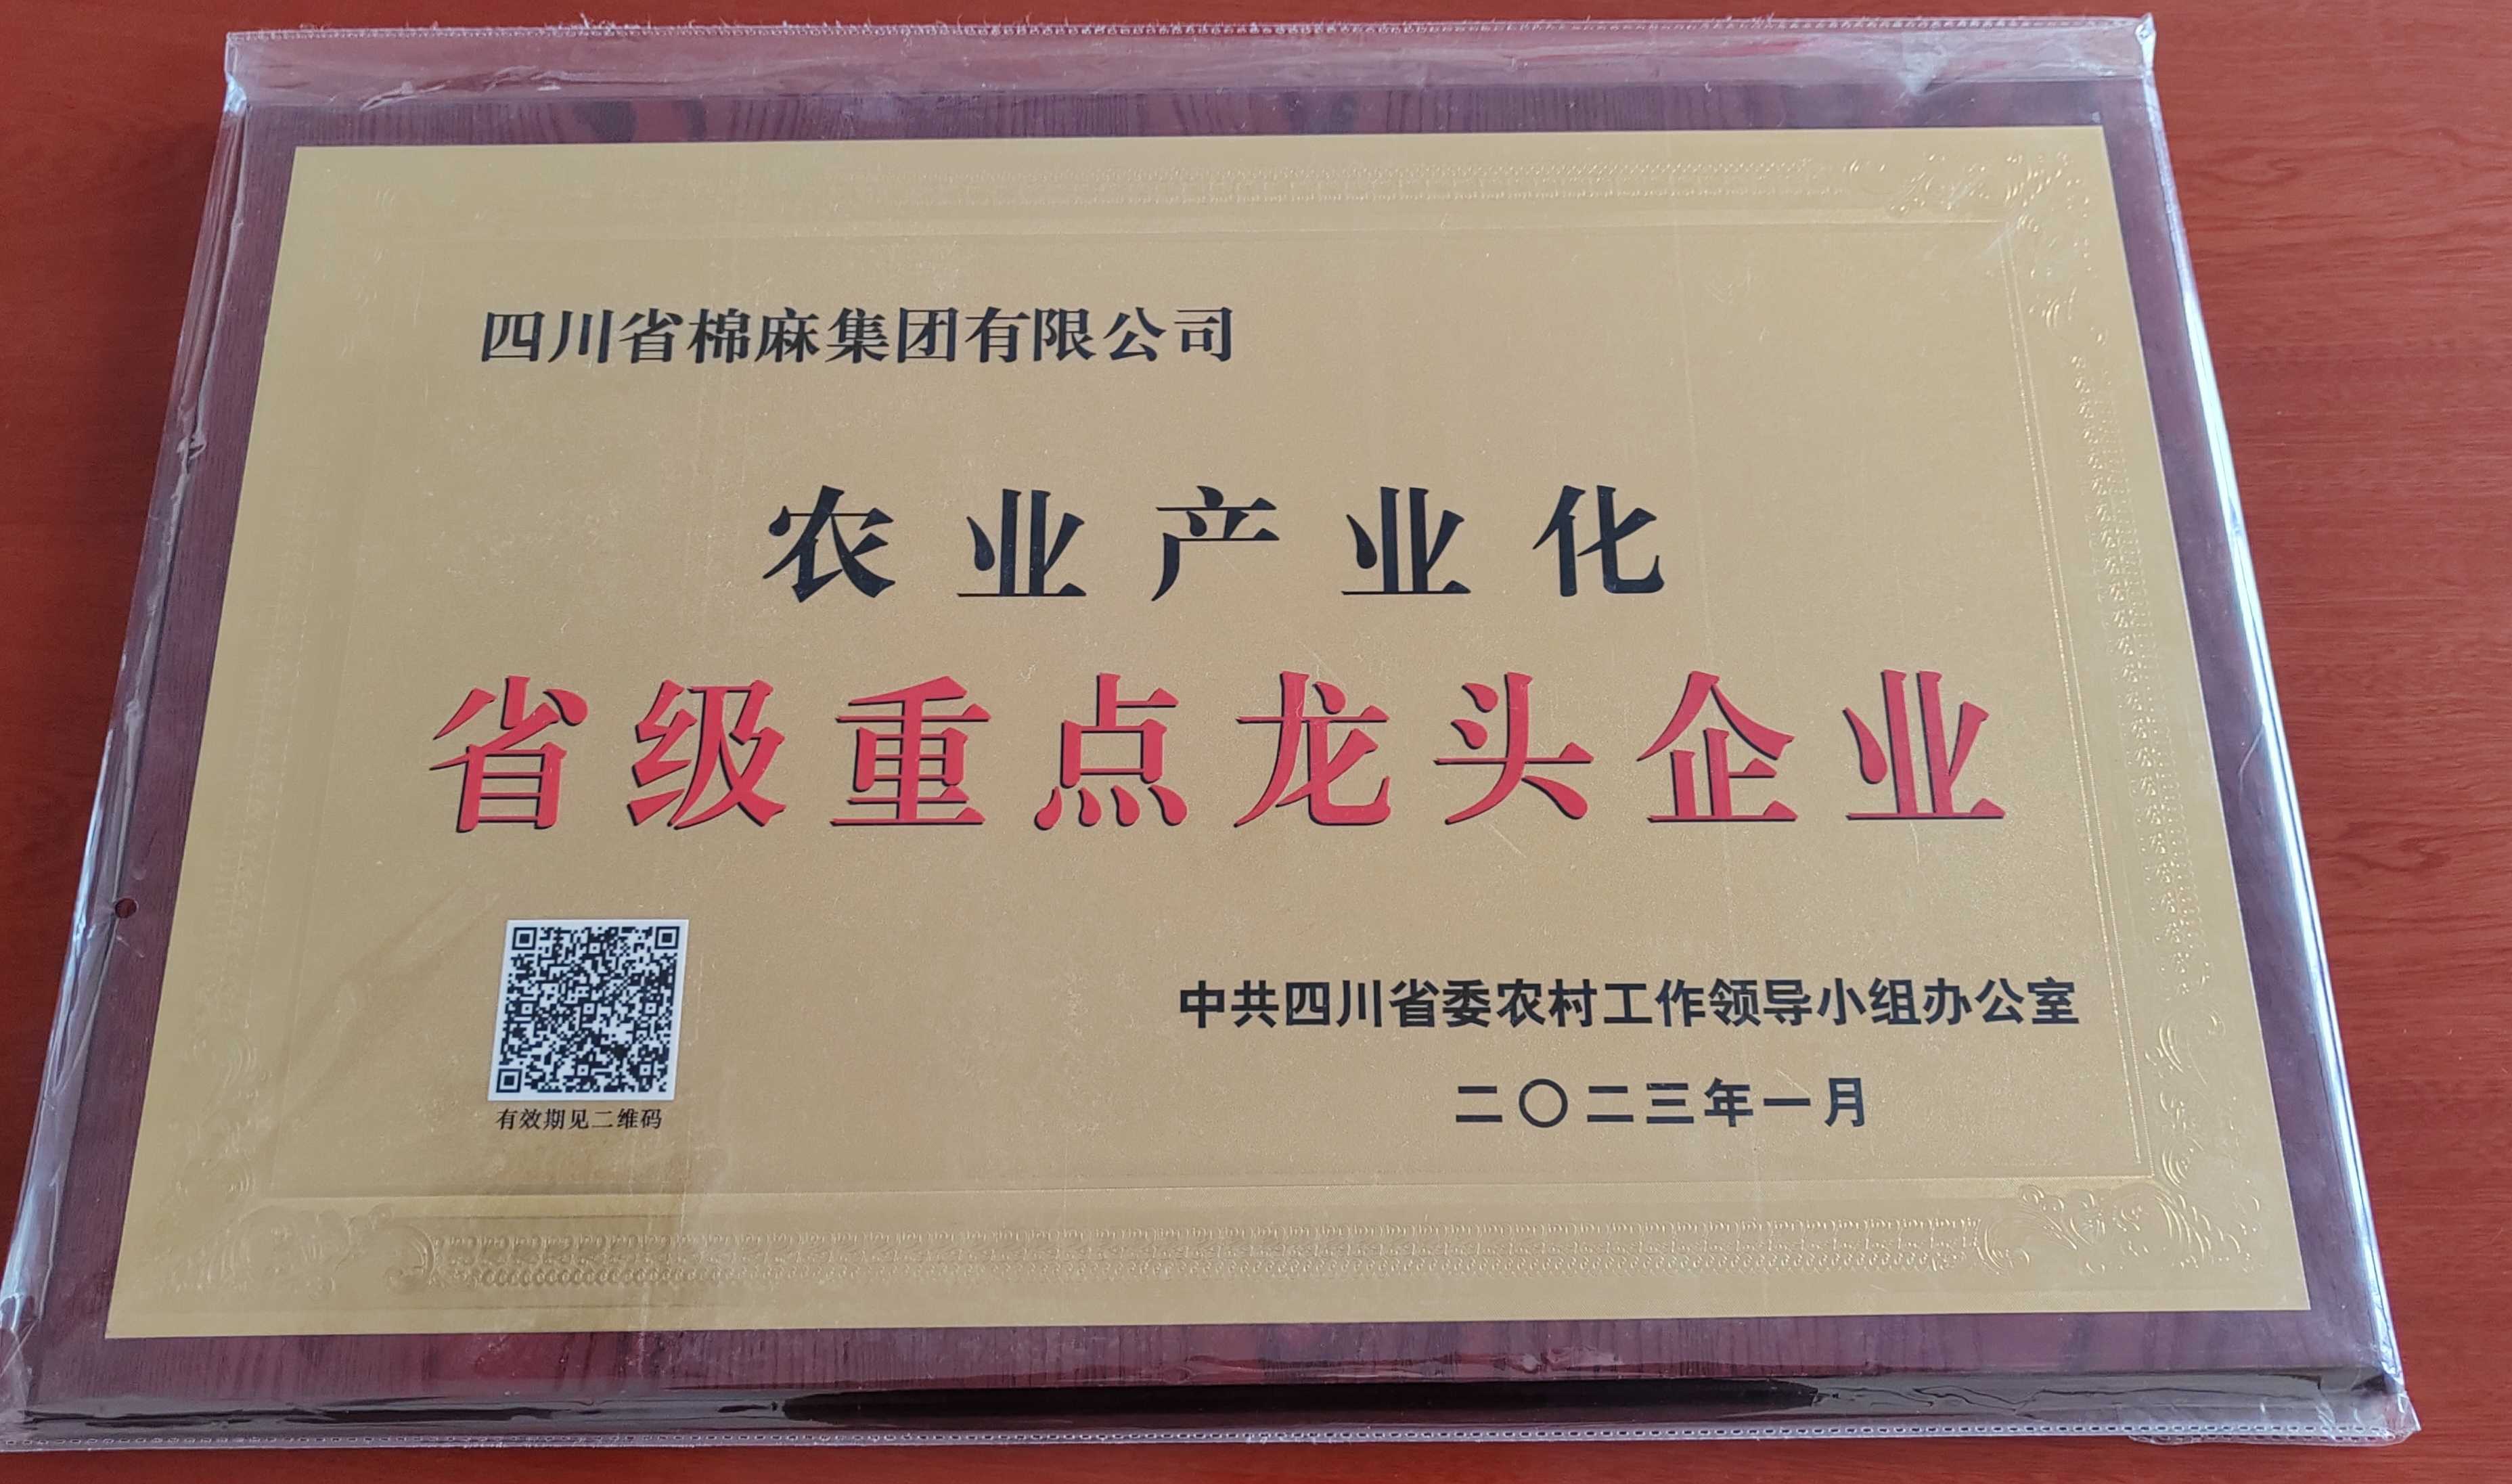 四川省棉麻集团有限公司
农业产业化
省级重点龙头企业
有效期见二维码
中共四川省委农村工作领导小组办公室
二〇二三年一月